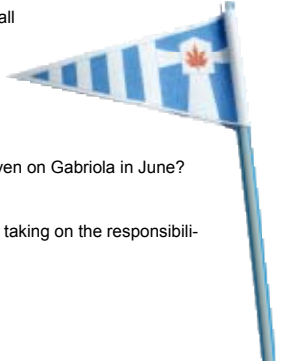 all
ven on Gabriola in June?
taking on the responsibili-